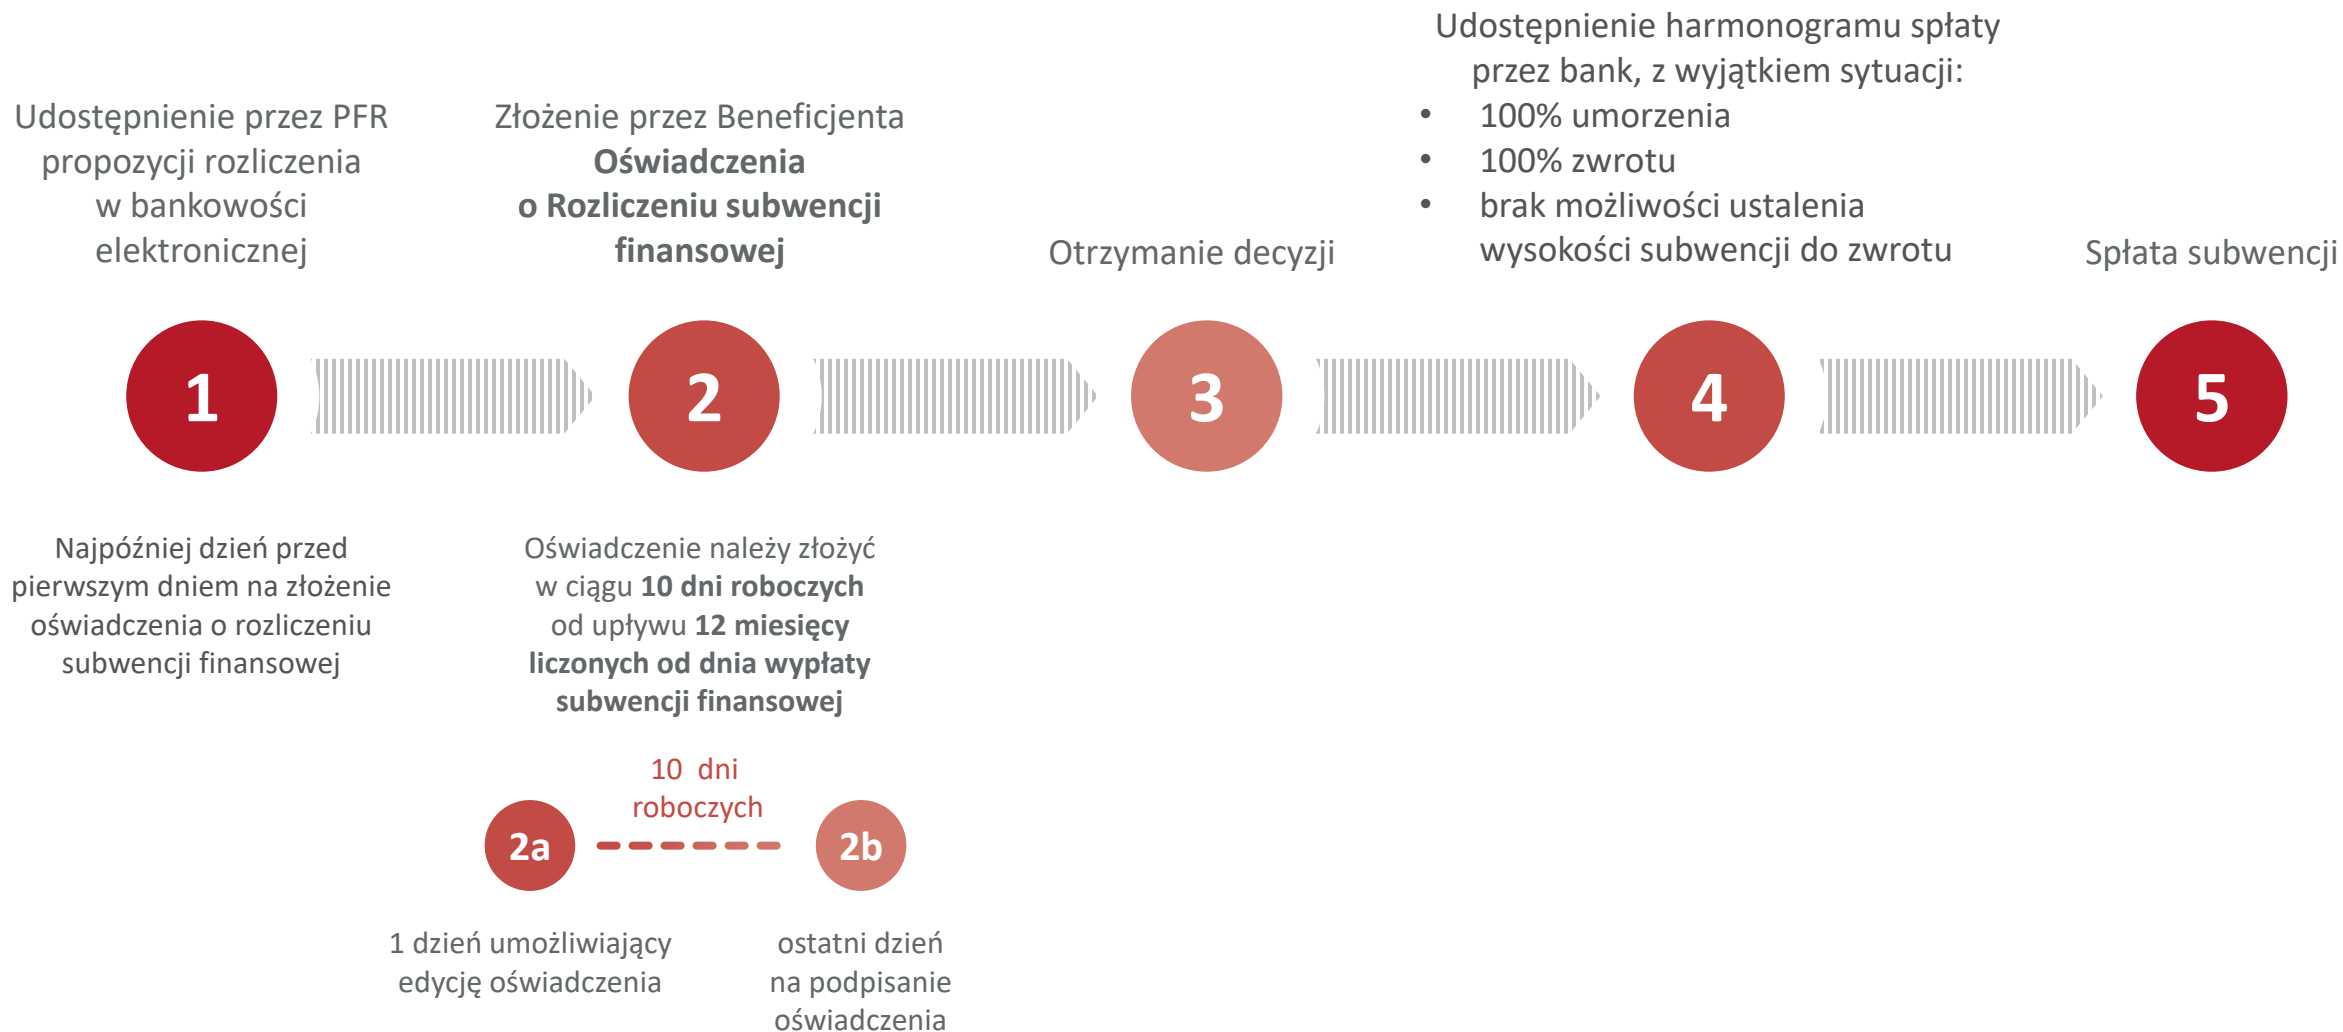 Udostępnienie przez PFR
propozycji rozliczenia
w bankowości
elektronicznej
Złożenie przez Beneficjenta
Oświadczenia
o Rozliczeniu subwencji
finansowej
Otrzymanie decyzji
Udostępnienie harmonogramu spłaty
przez bank, z wyjątkiem sytuacji:
• 100% umorzenia
• 100% zwrotu
• brak możliwości ustalenia
wysokości subwencji do zwrotu
Spłata subwencji
1
2
3
4
5
Najpóźniej dzień przed
pierwszym dniem na złożenie
oświadczenia o rozliczeniu
subwencji finansowej
Oświadczenie należy złożyć
w ciągu 10 dni roboczych
od upływu 12 miesięcy
liczonych od dnia wypłaty
subwencji finansowej
10 dni
roboczych
2a
2b
1 dzień umożliwiający
edycję oświadczenia
ostatni dzień
na podpisanie
oświadczenia